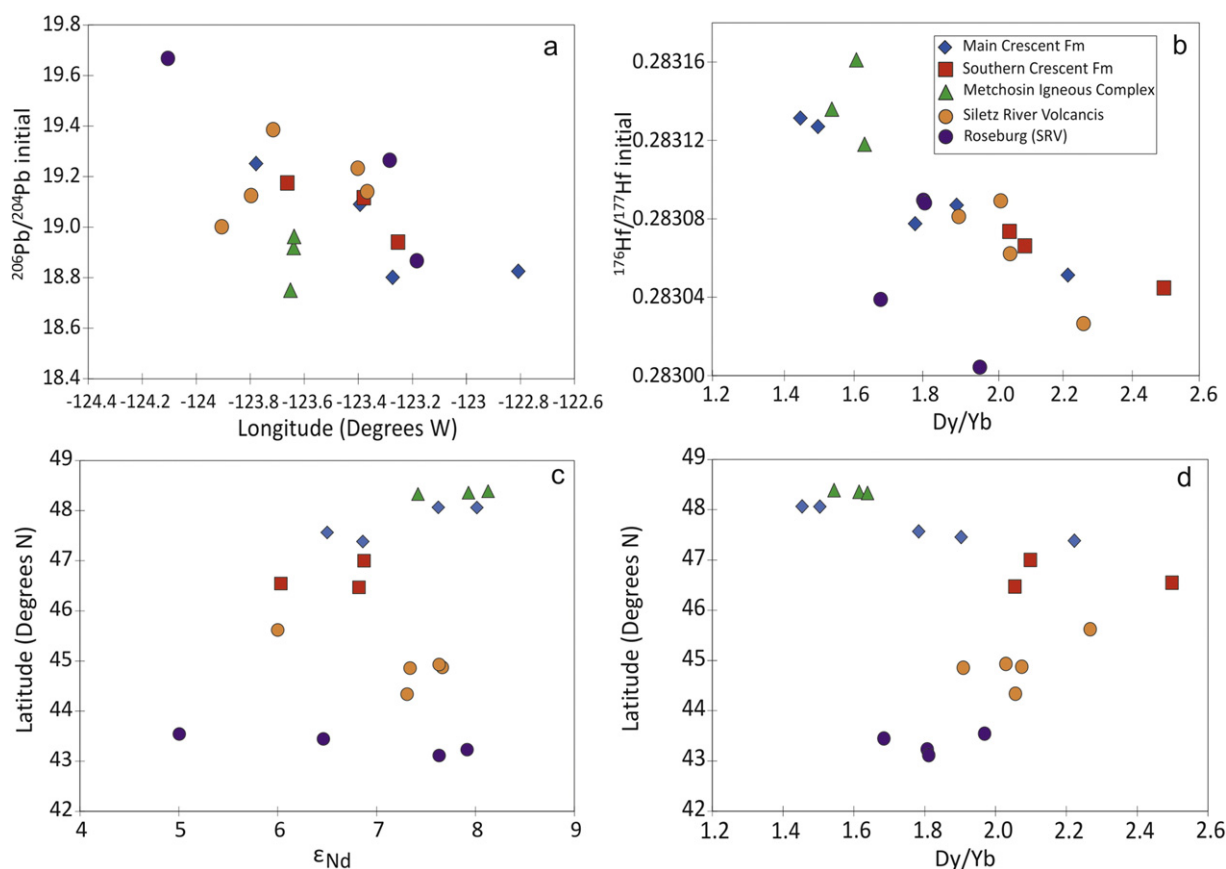 a
19.8
19.6
19.4
19.2
19.0
18.8
18.6
18.4
206Pb/204Pb initial
-124.4 -124.2 -124 -123.8 -123.6 -123.4 -123.2 -123 -122.8 -122.6
Longitude (Degrees W)
b
Main Crescent Fm
Southern Crescent Fm
Metchosin Igneous Complex
Siletz River Volcancis
Roseburg (SRV)
0.28316
0.28312
0.28308
0.28304
0.28300
176Hf/177Hf initial
1.2 1.4 1.6 1.8 2.0 2.2 2.4 2.6
Dy/Yb
c
49
48
47
46
45
44
43
42
Latitude (Degrees N)
4 5 6 7 8 9
εNd
d
49
48
47
46
45
44
43
42
Latitude (Degrees N)
1.2 1.4 1.6 1.8 2.0 2.2 2.4 2.6
Dy/Yb